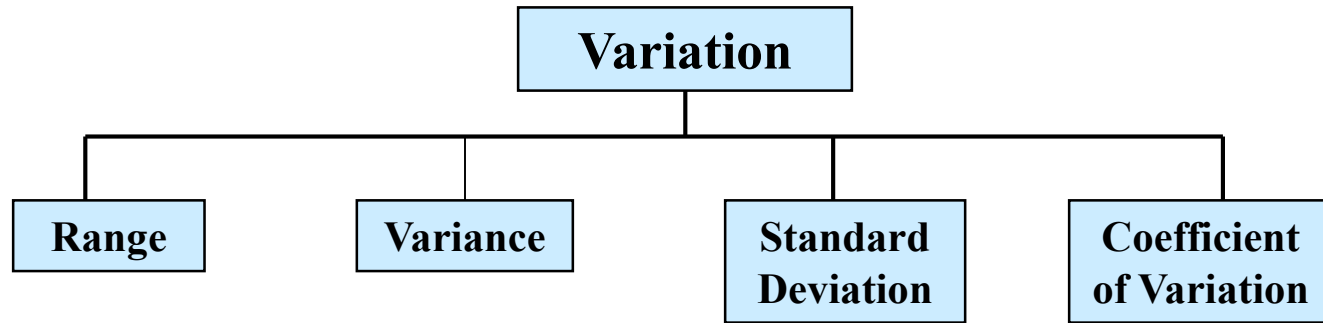 Variation
Range
Variance
Standard
Deviation
Coefficient
of Variation